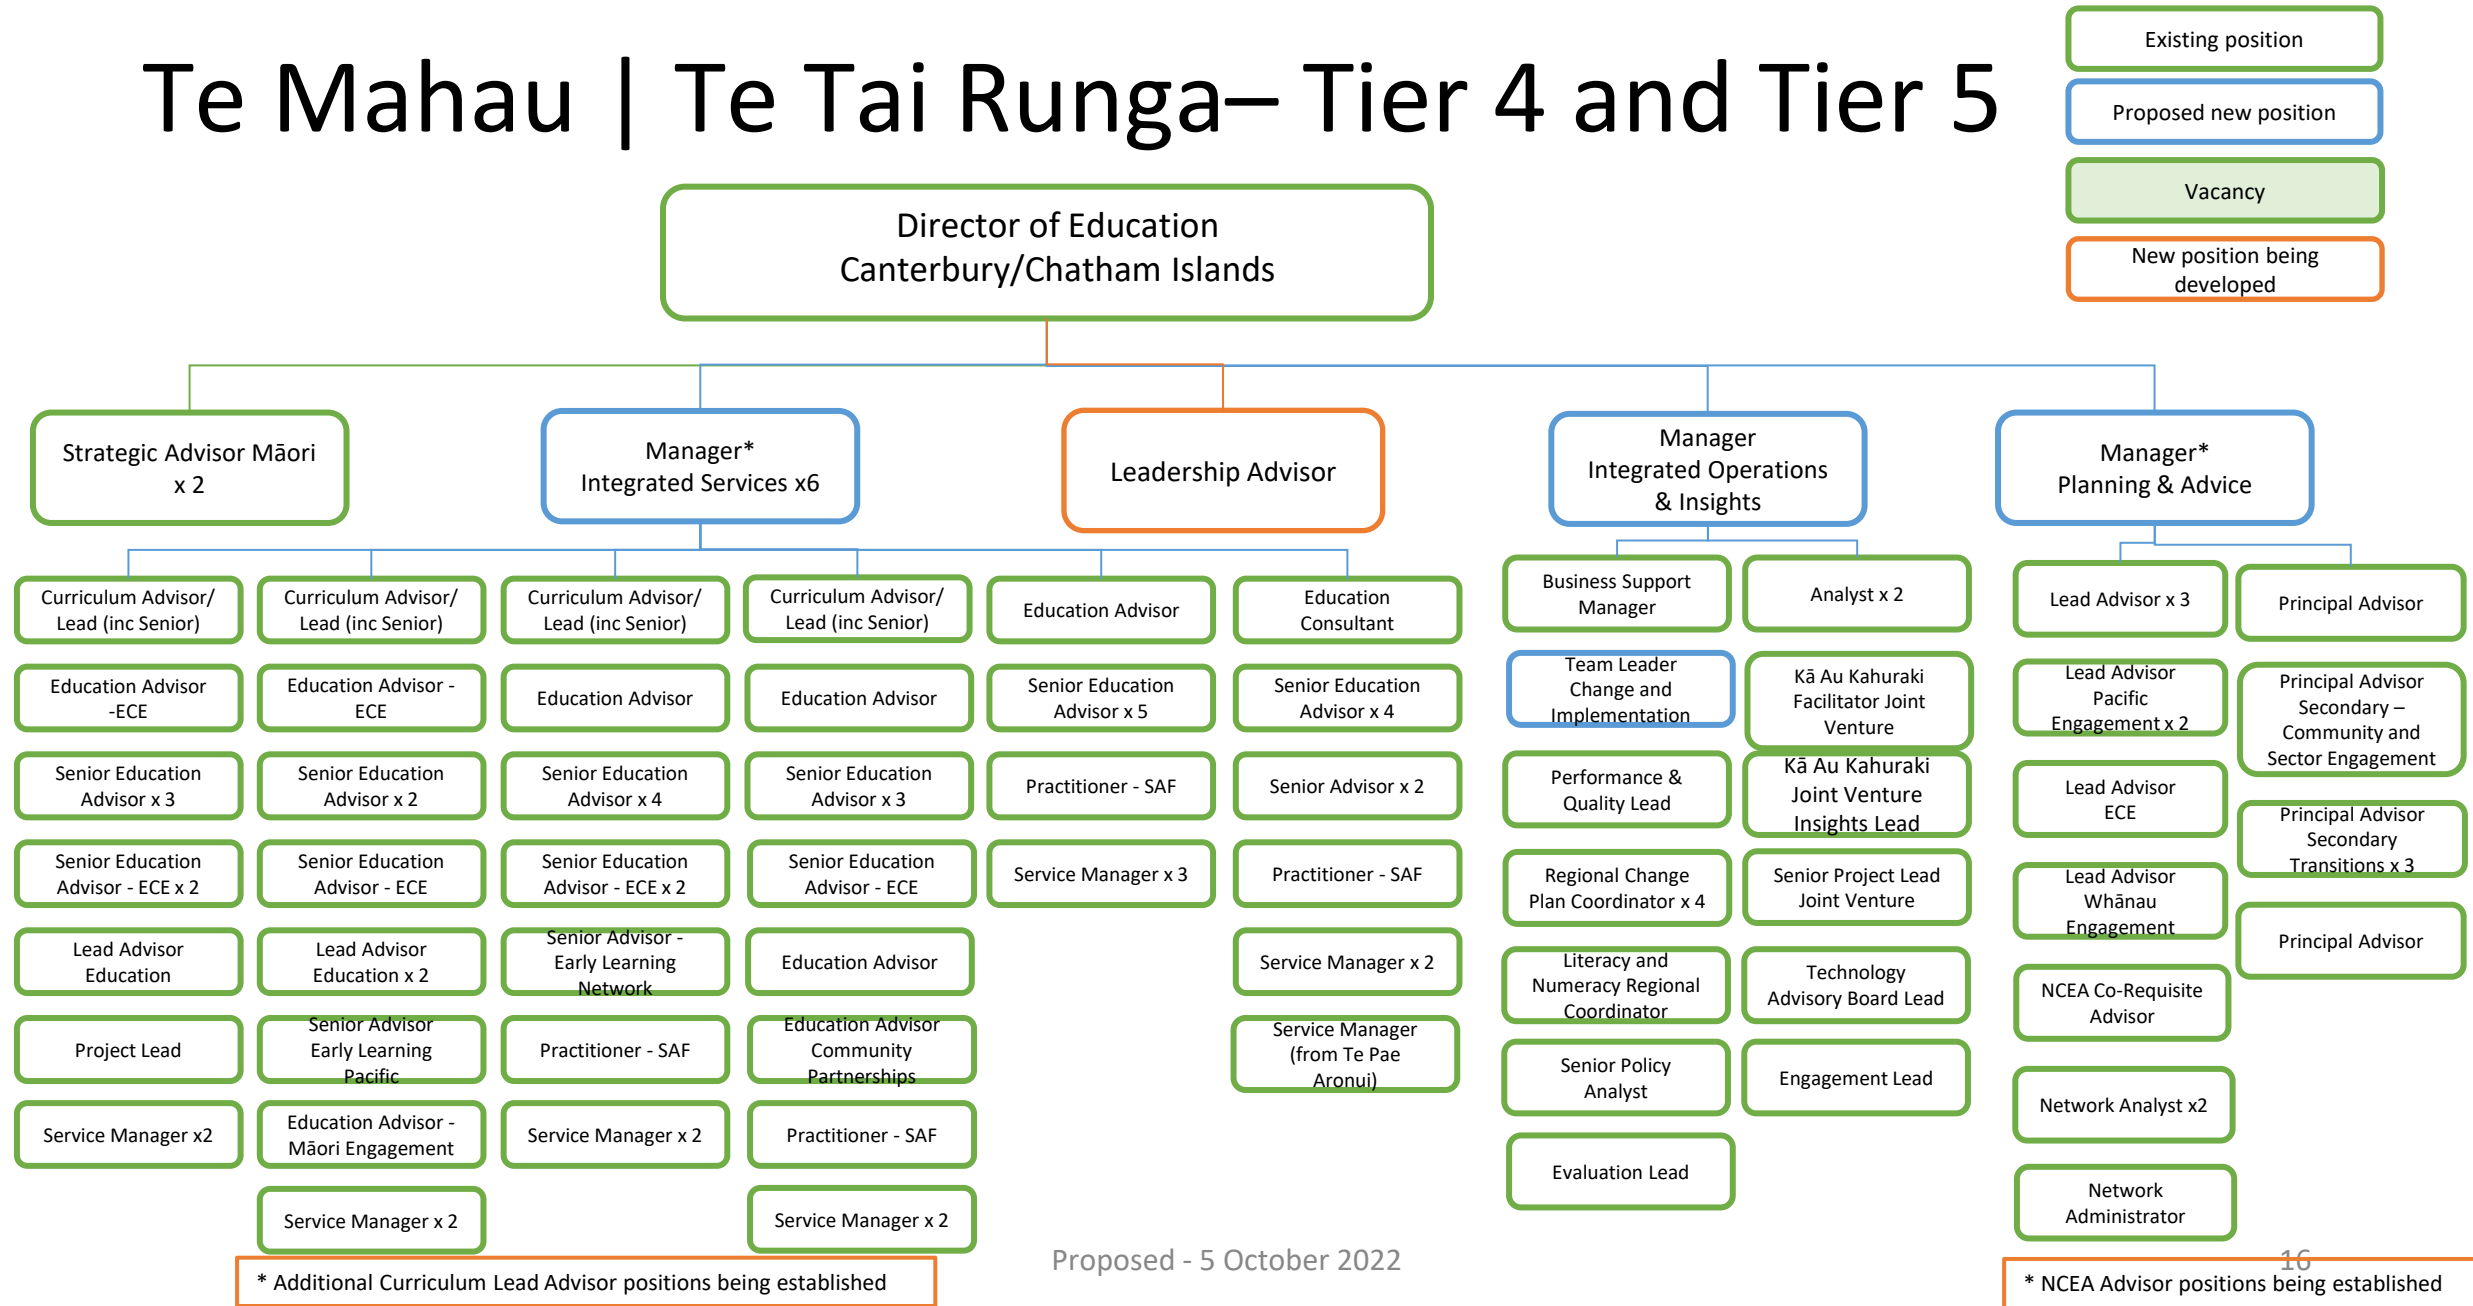 Te Mahau | Te Tai Runga– Tier 4 and Tier 5
Existing position
Proposed new position
Vacancy
New position being
developed
Director of Education
Canterbury/Chatham Islands
Strategic Advisor Māori
x 2
Manager*
Integrated Services x6
Leadership Advisor
Manager
Integrated Operations
& Insights
Manager*
Planning & Advice
Curriculum Advisor/
Lead (inc Senior)
Education Advisor
-ECE
Senior Education
Advisor x 3
Senior Education
Advisor - ECE x 2
Lead Advisor
Education
Project Lead
Service Manager x2
Curriculum Advisor/
Lead (inc Senior)
Education Advisor -
ECE
Senior Education
Advisor x 2
Senior Education
Advisor - ECE
Lead Advisor
Education x 2
Senior Advisor
Early Learning
Pacific
Education Advisor -
Māori Engagement
Service Manager x 2
Curriculum Advisor/
Lead (inc Senior)
Education Advisor
Senior Education
Advisor x 4
Senior Education
Advisor - ECE x 2
Senior Advisor -
Early Learning
Network
Practitioner - SAF
Service Manager x 2
Curriculum Advisor/
Lead (inc Senior)
Education Advisor
Senior Education
Advisor x 3
Senior Education
Advisor - ECE
Education Advisor
Education Advisor
Community
Partnerships
Practitioner - SAF
Service Manager x 2
Education Advisor
Senior Education
Advisor x 5
Practitioner - SAF
Service Manager x 3
Education
Consultant
Senior Education
Advisor x 4
Senior Advisor x 2
Practitioner - SAF
Service Manager x 2
Service Manager
(from Te Pae
Aronui)
Business Support
Manager
Team Leader
Change and
Implementation
Performance &
Quality Lead
Regional Change
Plan Coordinator x 4
Literacy and
Numeracy Regional
Coordinator
Senior Policy
Analyst
Evaluation Lead
Analyst x 2
Kā Au Kahuraki
Facilitator Joint
Venture
Kā Au Kahuraki
Joint Venture
Insights Lead
Senior Project Lead
Joint Venture
Technology
Advisory Board Lead
Engagement Lead
Lead Advisor x 3
Lead Advisor
Pacific
Engagement x 2
Lead Advisor
ECE
Lead Advisor
Whānau
Engagement
NCEA Co-Requisite
Advisor
Network Analyst x2
Network
Administrator
Principal Advisor
Principal Advisor
Secondary –
Community and
Sector Engagement
Principal Advisor
Secondary
Transitions x 3
Principal Advisor
* Additional Curriculum Lead Advisor positions being established
Proposed - 5 October 2022
16
* NCEA Advisor positions being established